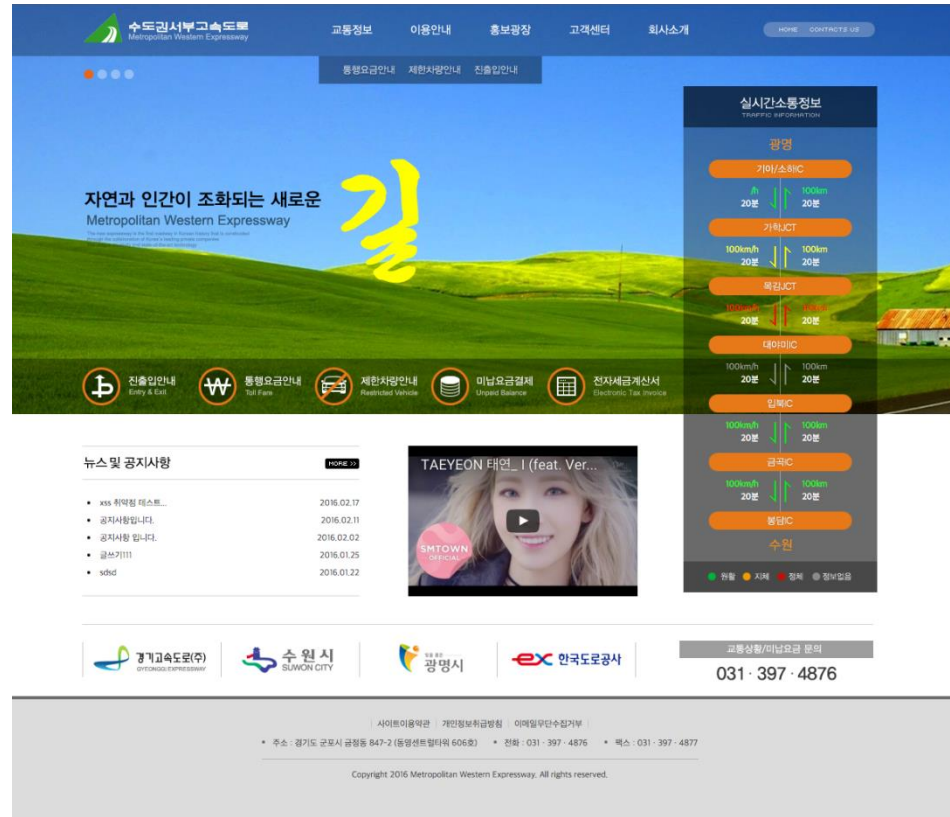 수도권서부고속도로
Metropolitan Western Expressway
교통정보 이용안내 홍보광장 고객센터 회사소개
HOME CONTACTS US
통행요금안내 제한차량안내 진출입안내
실시간소통정보
TRAFFIC INFORMATION
광명
기아/소하IC
/h 100km
20분 20분
가학JCT
100km/h 100km
20분 20분
목감JCT
100km/h 100km
20분 20분
대야미IC
100km/h 100km
20분 20분
입북IC
100km/h 100km
20분 20분
금곡IC
100km/h 100km
20분 20분
봉담IC
수원
원활 지체 정체 정보없음
자연과 인간이 조화되는 새로운 길
Metropolitan Western Expressway
진출입안내
Entry & Exit
통행요금안내
Toll Fare
제한차량안내
Restricted Vehicle
미납요금결제
Unpaid Balance
전자세금계산서
Electronic Tax Invoice
뉴스 및 공지사항
MORE >>
xss 취약점 테스트... 2016.02.17
공지사항입니다. 2016.02.11
공지사항 입니다. 2016.02.02
글쓰기111 2016.01.25
sdsd 2016.01.22
TAEYEON 태연_ I (feat. Ver...
SMTOWN
OFFICIAL
경기고속도로(주)
GYEONGGI EXPRESSWAY
수원시
SUWON CITY
광명시
ex 한국도로공사
교통상황/미납요금 문의
031 · 397 · 4876
사이트이용약관 | 개인정보취급방침 | 이메일무단수집거부
주소 : 경기도 군포시 금정동 847-2 (동영센트럴타워 606호) 전화 : 031 · 397 · 4876 팩스 : 031 · 397 · 4877
Copyright 2016 Metropolitan Western Expressway. All rights reserved.